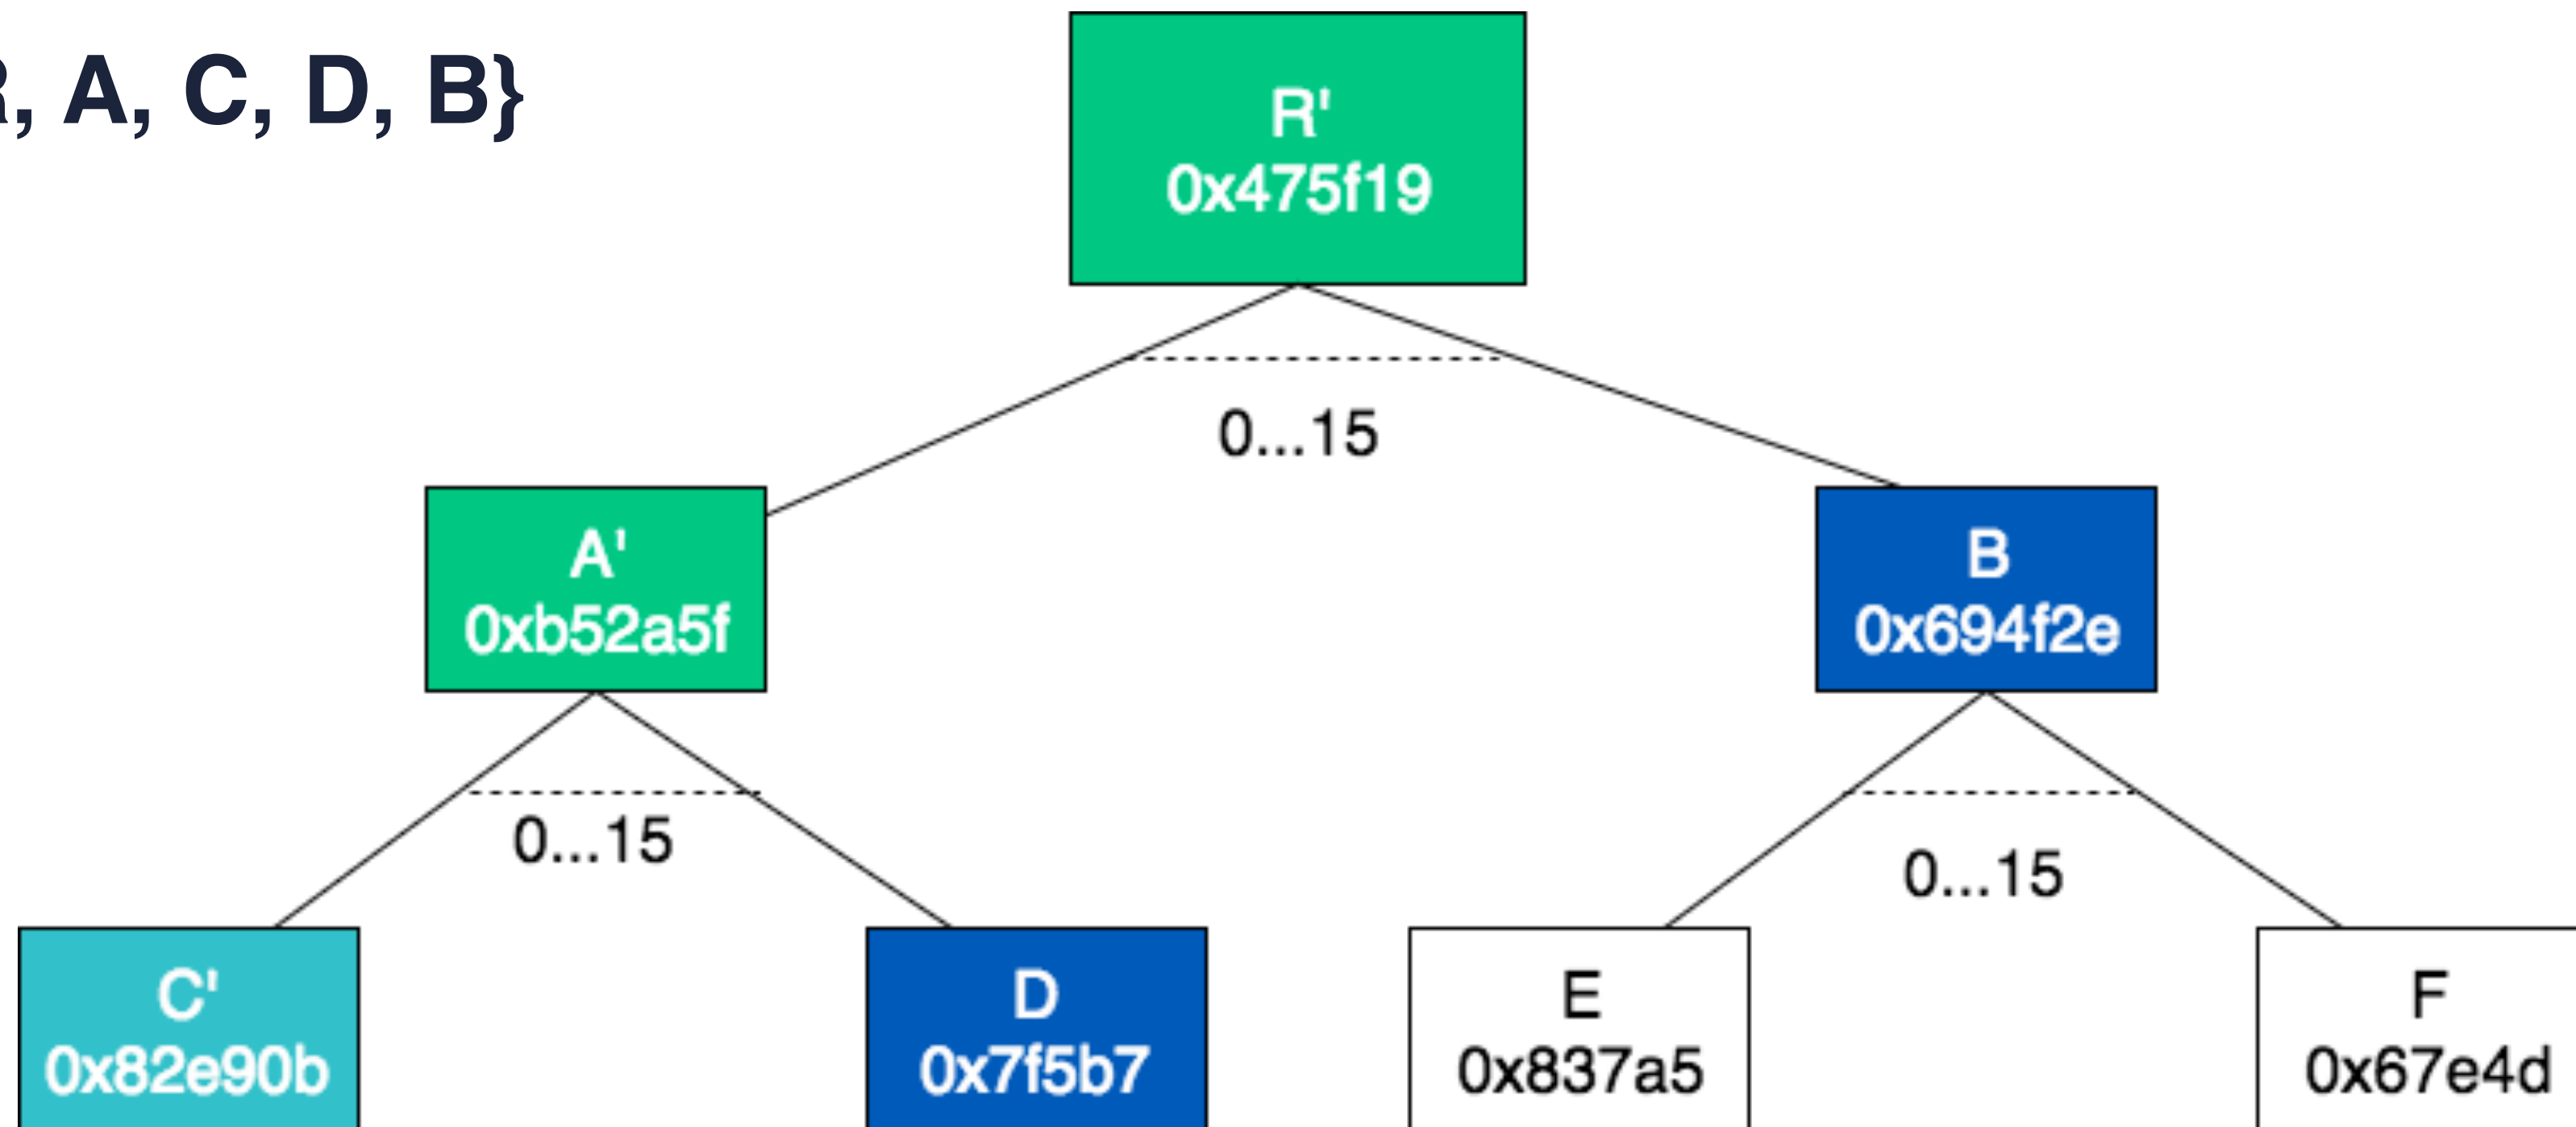 R, A, C, D, B}
R'
0x475f19
0...15
A'
0xb52a5f
B
0x694f2e
0...15
0...15
C'
0x82e90b
D
0x7f5b7
E
0x837a5
F
0x67e4d